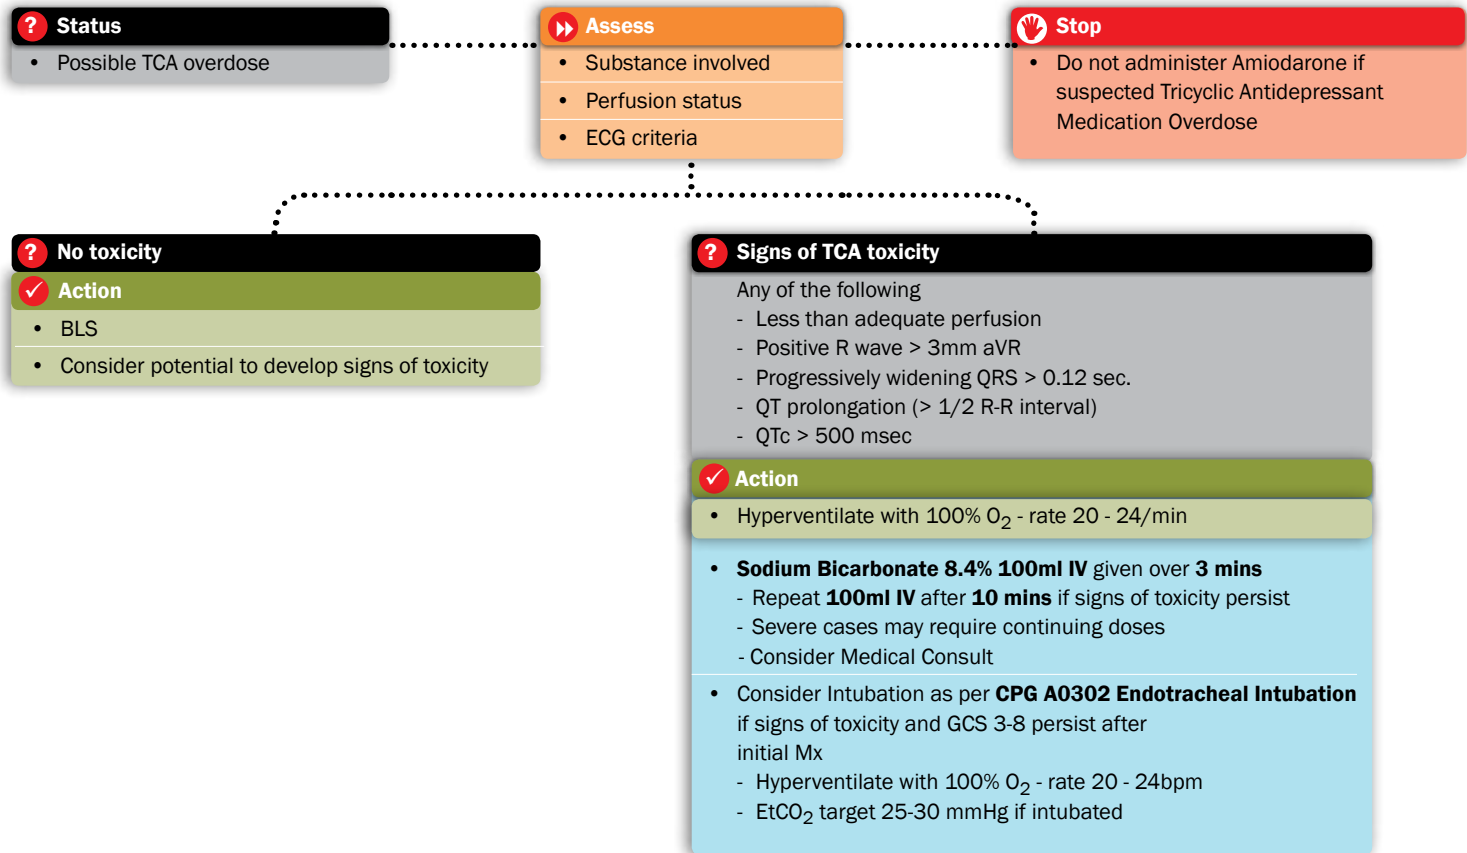 ? Status
• Possible TCA overdose
Assess
• Substance involved
• Perfusion status
• ECG criteria
Stop
• Do not administer Amiodarone if
suspected Tricyclic Antidepressant
Medication Overdose
? No toxicity
Action
• BLS
• Consider potential to develop signs of toxicity
? Signs of TCA toxicity
Any of the following
- Less than adequate perfusion
- Positive R wave > 3mm aVR
- Progressively widening QRS > 0.12 sec.
- QT prolongation (> 1/2 R-R interval)
- QTc > 500 msec
Action
• Hyperventilate with 100% O₂ - rate 20 - 24/min
• Sodium Bicarbonate 8.4% 100ml IV given over 3 mins
- Repeat 100ml IV after 10 mins if signs of toxicity persist
- Severe cases may require continuing doses
- Consider Medical Consult
• Consider Intubation as per CPG A0302 Endotracheal Intubation
if signs of toxicity and GCS 3-8 persist after
initial Mx
- Hyperventilate with 100% O₂ - rate 20 - 24bpm
- EtCO₂ target 25-30 mmHg if intubated